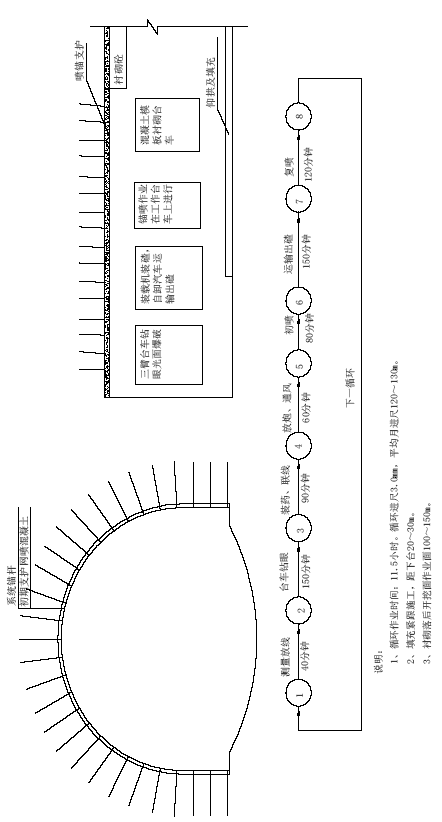 系统锚杆
初期支护网喷混凝土
喷锚支护
衬砌砼
仰拱及填充
三臂台车钻
眼光面爆破
装载机装碴,
自卸汽车运
输出碴
锚喷作业
在工作台
车上进行
混凝土模
板衬砌台
车
1
测量放线
40分钟
2
台车钻眼
150分钟
3
装药、联线
90分钟
4
放炮、通风
60分钟
5
初喷
80分钟
6
运输出碴
150分钟
7
复喷
120分钟
8
下一循环
说明:
1、循环作业时间: 11.5小时。循环进尺3.0mm, 平均月进尺120~130m。
2、填充紧跟施工, 距下台20~30m。
3、衬砌落后开挖面作业面100~150m。